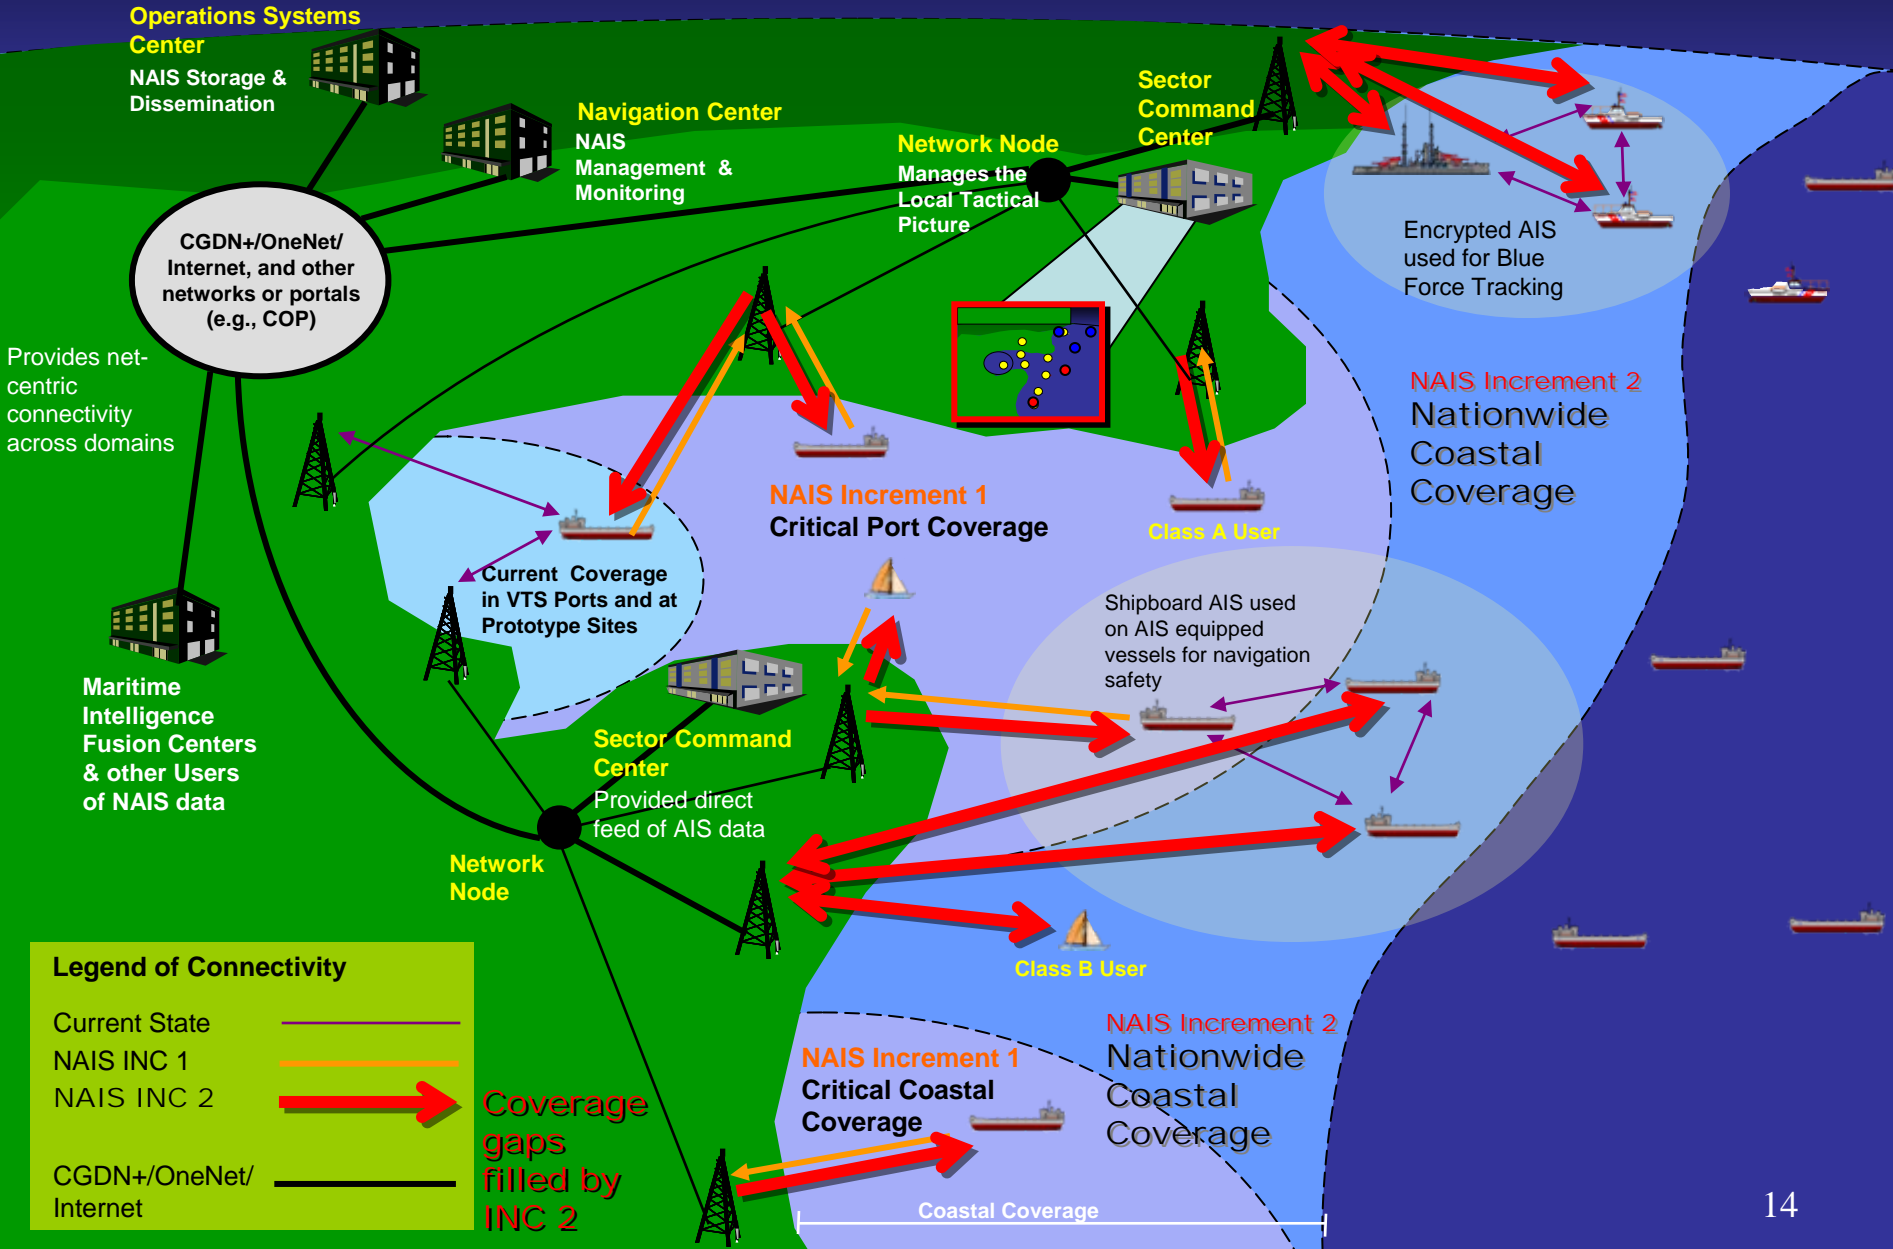 Operations Systems
Center
NAIS Storage &
Dissemination
Navigation Center
NAIS
Management &
Monitoring
Network Node
Manages the
Local Tactical
Picture
Sector
Command
Center
CGDN+/OneNet/
Internet, and other
networks or portals
(e.g., COP)
Provides net-
centric
connectivity
across domains
Encrypted AIS
used for Blue
Force Tracking
NAIS Increment 2
Nationwide
Coastal
Coverage
NAIS Increment 1
Critical Port Coverage
Class A User
Current Coverage
in VTS Ports and at
Prototype Sites
Shipboard AIS used
on AIS equipped
vessels for navigation
safety
Maritime
Intelligence
Fusion Centers
& other Users
of NAIS data
Sector Command
Center
Provided direct
feed of AIS data
Network
Node
Class B User
Legend of Connectivity
Current State
NAIS INC 1
NAIS INC 2
CGDN+/OneNet/
Internet
Coverage
gaps
filled by
INC 2
NAIS Increment 1
Critical Coastal
Coverage
NAIS Increment 2
Nationwide
Coastal
Coverage
Coastal Coverage
14